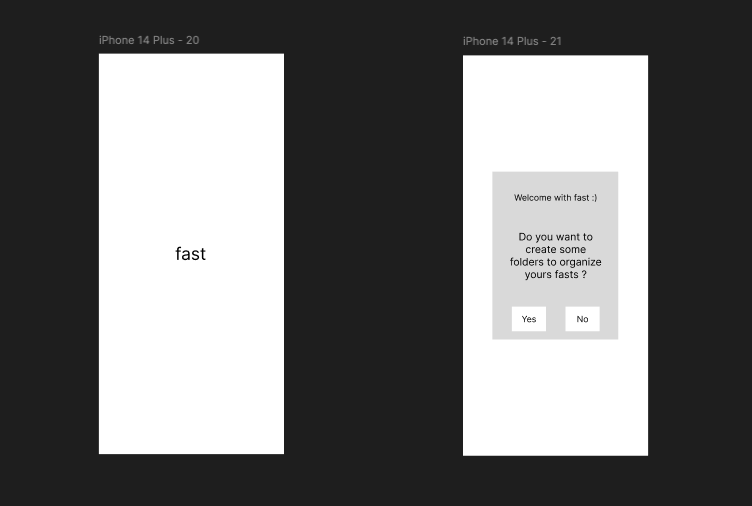 iPhone 14 Plus - 20
fast
iPhone 14 Plus - 21
Welcome with fast :)
Do you want to
create some
folders to organize
yours fasts ?
Yes
No